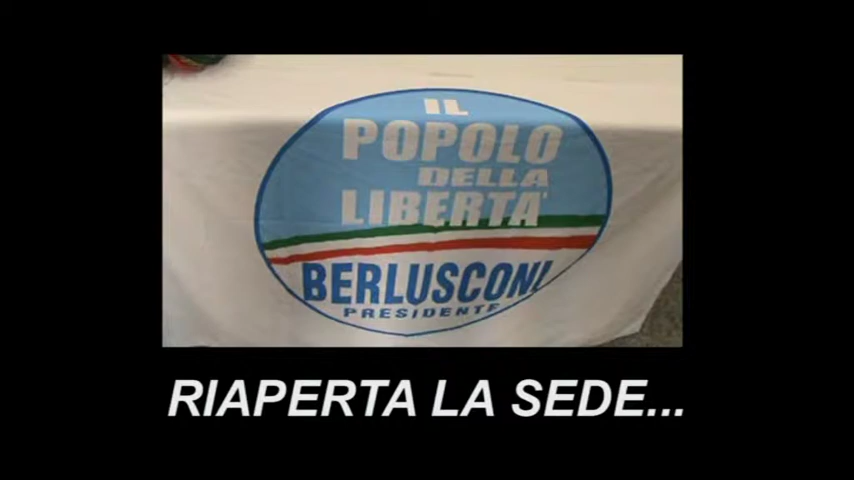 IL
POPOLO
DELLA
LIBERTA'
BERLUSCONI
PRESIDENTE
RIAPERTA LA SEDE...